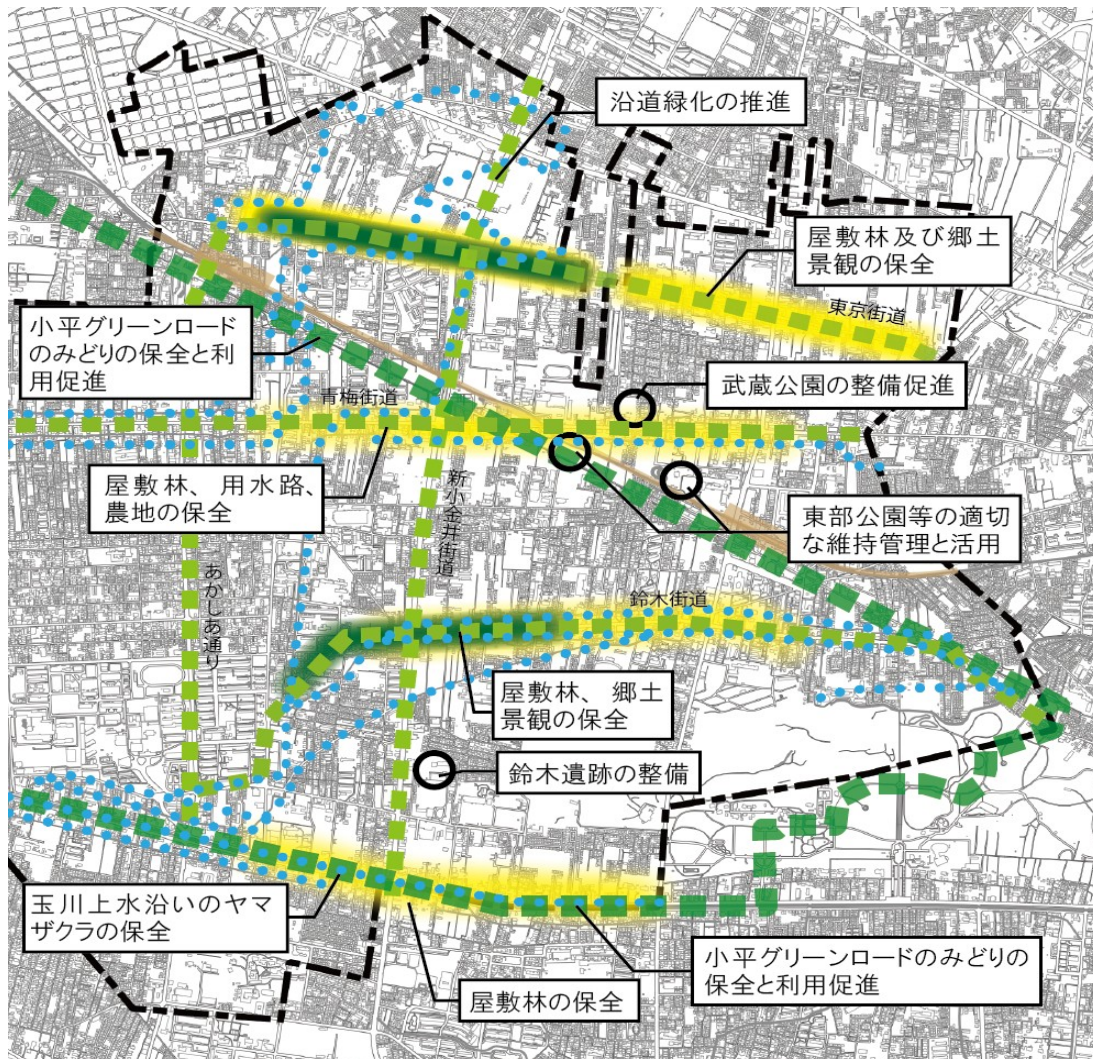 沿道緑化の推進
屋敷林及び郷土
景観の保全
東京街道
小平グリーンロード
のみどりの保全と利
用促進
武蔵公園の整備促進
青梅街道
屋敷林、用水路、
農地の保全
新小金井街道
東部公園等の適切
な維持管理と活用
あかしあ通り
鈴木街道
屋敷林、郷土
景観の保全
鈴木遺跡の整備
玉川上水沿いのヤマ
ザクラの保全
小平グリーンロードのみどりの
保全と利用促進
屋敷林の保全